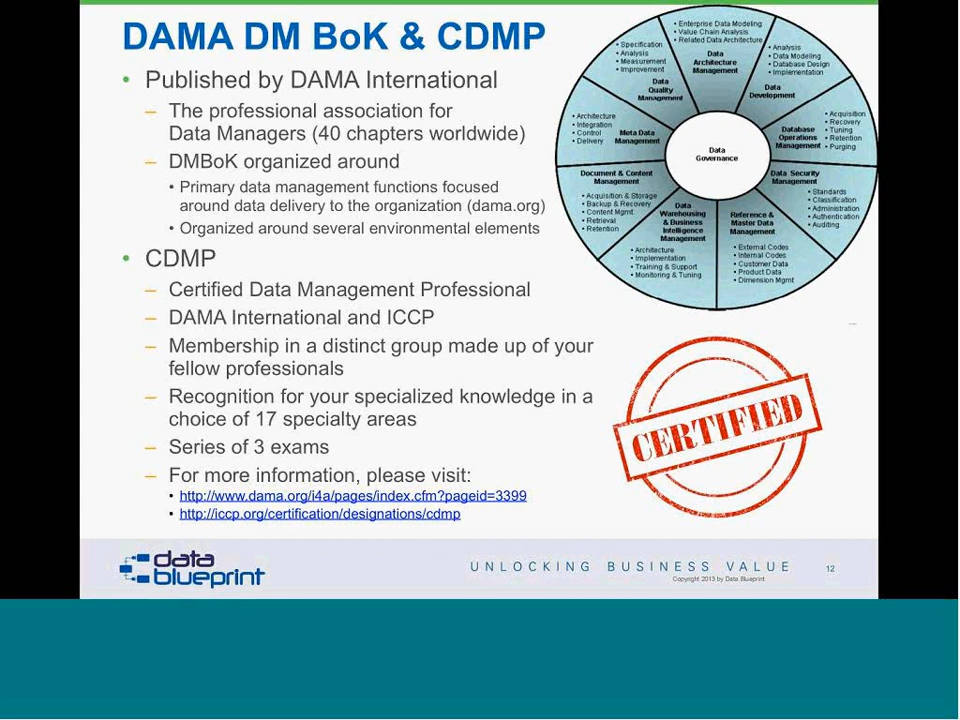 DAMA DM BoK & CDMP
• Published by DAMA International
– The professional association for
Data Managers (40 chapters worldwide)
– DMBoK organized around
• Primary data management functions focused
around data delivery to the organization (dama.org)
• Organized around several environmental elements
• CDMP
– Certified Data Management Professional
– DAMA International and ICCP
– Membership in a distinct group made up of your
fellow professionals
– Recognition for your specialized knowledge in a
choice of 17 specialty areas
– Series of 3 exams
– For more information, please visit:
• http://www.dama.org/i4a/pages/index.cfm?pageid=3399
• http://iccp.org/certification/designations/cdmp
• Enterprise Data Modeling
• Value Chain Analysis
• Related Data Architecture
Data
Architecture
Management
• Analysis
• Data Modeling
• Database Design
• Implementation
Data
Development
• Acquisition
• Recovery
• Tuning
• Retention
• Purging
Database
Operations
Management
Data Security
Management
• Standards
• Classification
• Administration
• Authentication
• Auditing
Reference &
Master Data
Management
• External Codes
• Internal Codes
• Customer Data
• Product Data
• Dimension Mgmt
Data
Warehousing
& Business
Intelligence
Management
• Architecture
• Implementation
• Training & Support
• Monitoring & Tuning
Document & Content
Management
• Acquisition & Storage
• Backup & Recovery
• Content Mgmt
• Retrieval
• Retention
• Architecture
• Integration
• Control
• Delivery
Meta Data
Management
• Specification
• Analysis
• Measurement
• Improvement
Data
Quality
Management
Data
Governance
CERTIFIED
data
blueprint
UNLOCKING BUSINESS VALUE
12
Copyright 2013 by Data Blueprint